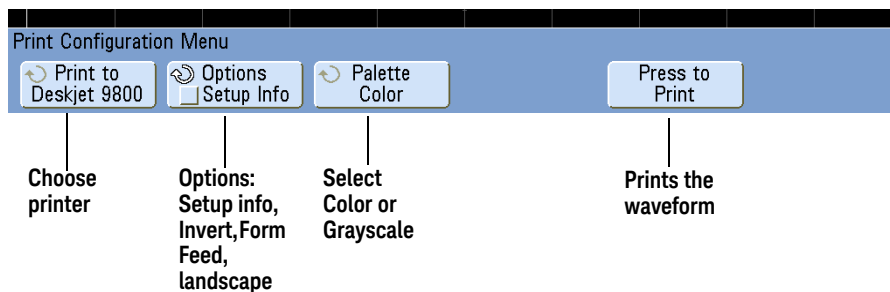 Print Configuration Menu
Print to
Deskjet 9800
Options
Setup Info
Palette
Color
Press to
Print
Choose
printer
Options:
Setup info,
Invert,Form
Feed,
landscape
Select
Color or
Grayscale
Prints the
waveform